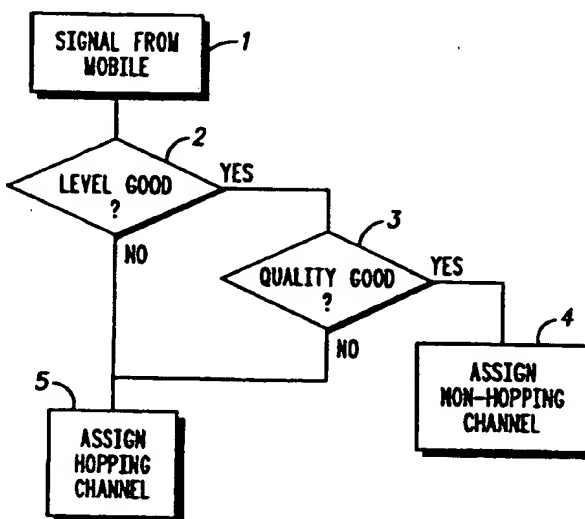 SIGNAL FROM
MOBILE
1
2
LEVEL GOOD
?
YES
NO
3
QUALITY GOOD
?
YES
NO
4
ASSIGN
NON-HOPPING
CHANNEL
5
ASSIGN
HOPPING
CHANNEL